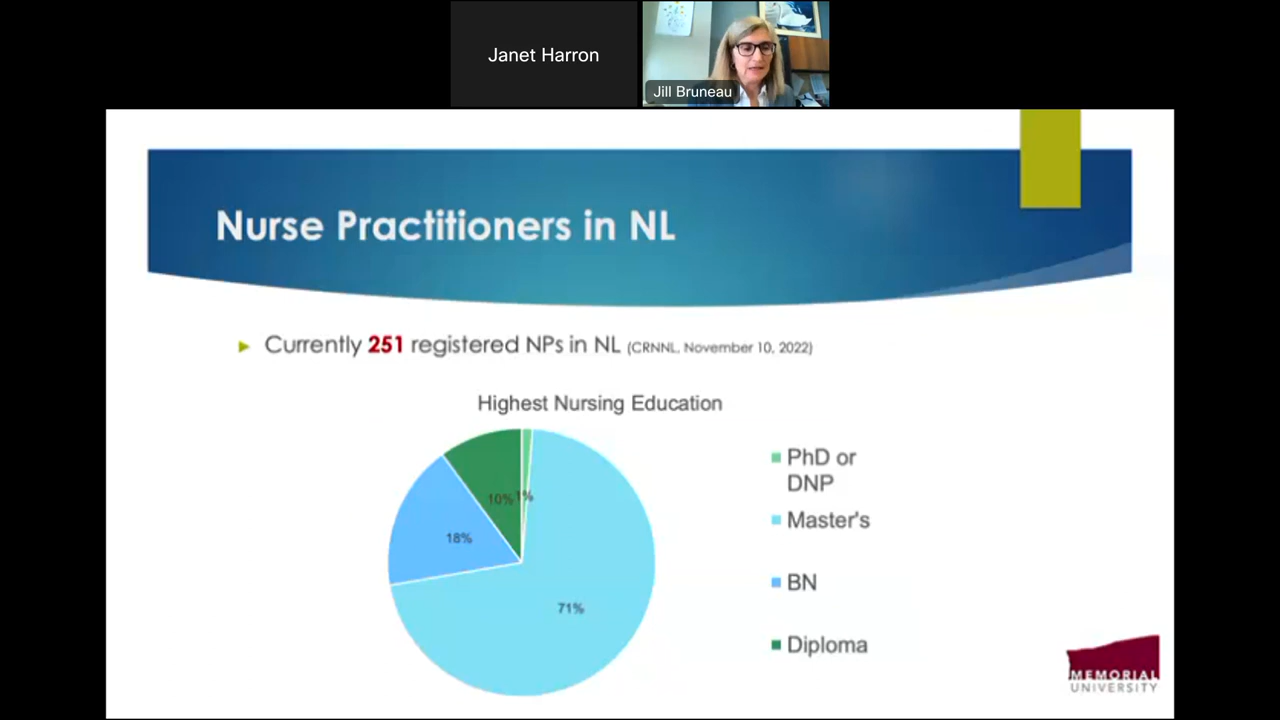 Janet Harron
Jill Bruneau
Nurse Practitioners in NL
Currently 251 registered NPs in NL (CRNNL, November 10, 2022)
Highest Nursing Education
PhD or
DNP
Master's
BN
Diploma
10%
1%
18%
71%
MEMORIAL
UNIVERSITY